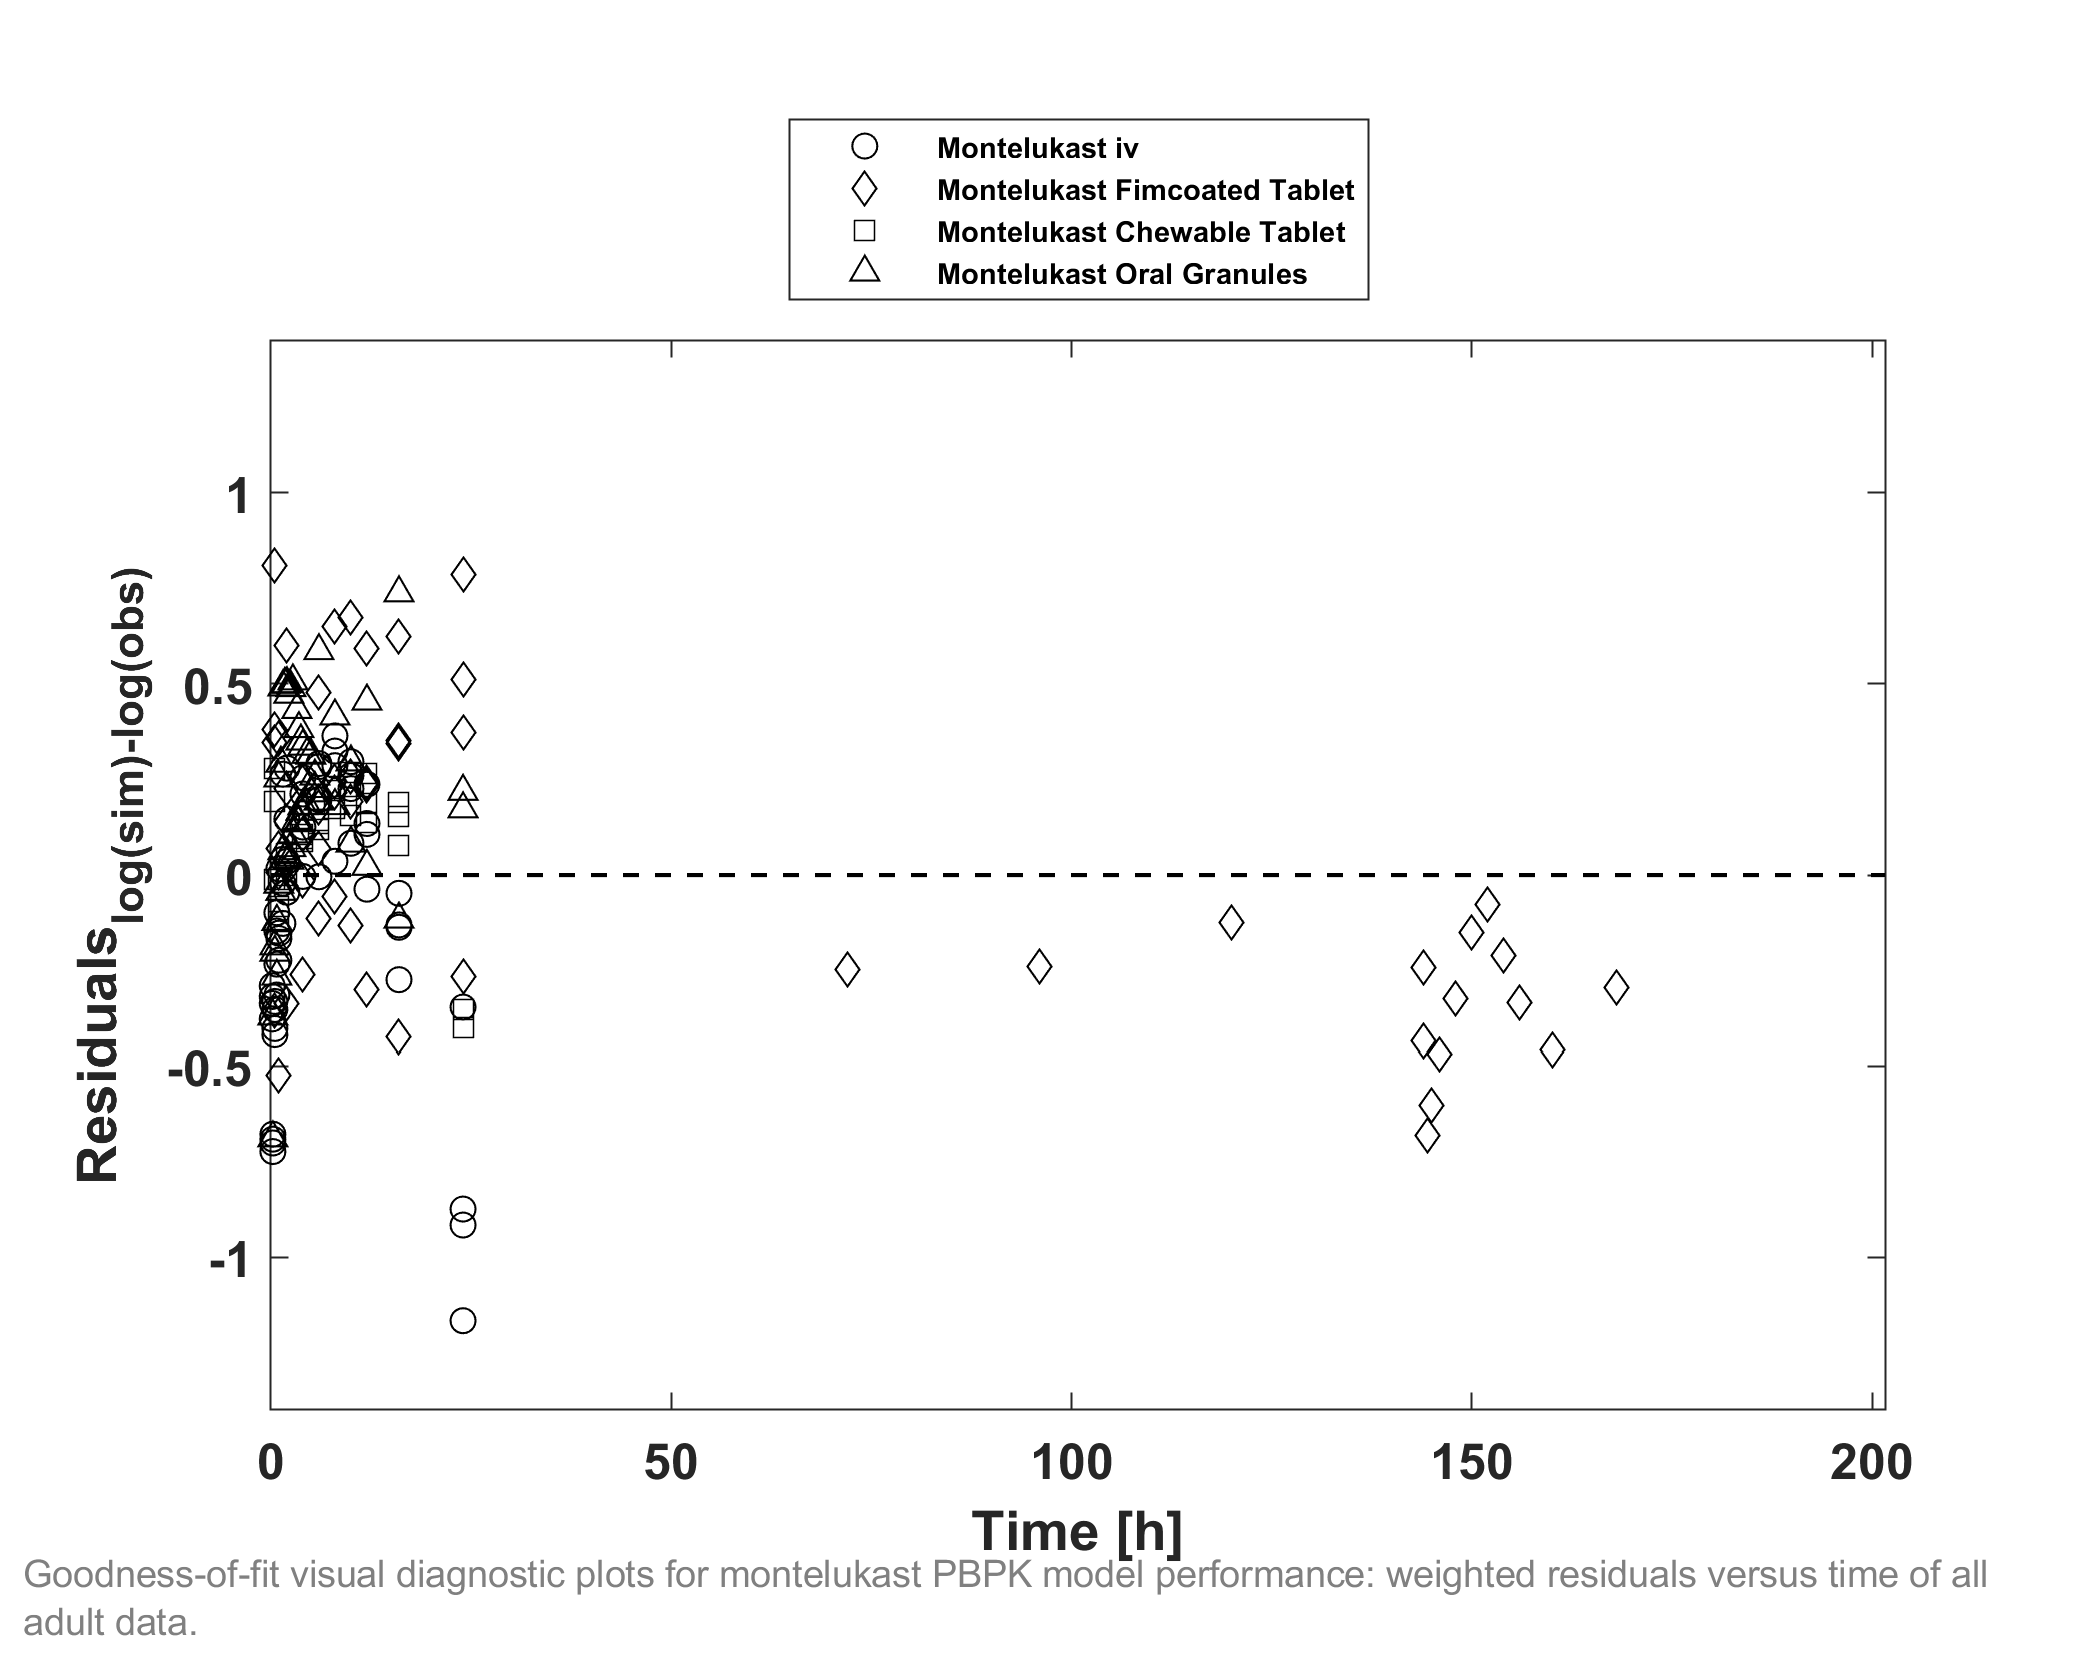 Montelukast iv
Montelukast Fimcoated Tablet
Montelukast Chewable Tablet
Montelukast Oral Granules
1
0.5
0
-0.5
-1
Residuals log(sim)-log(obs)
0 50 100 150 200
Time [h]
Goodness-of-fit visual diagnostic plots for montelukast PBPK model performance: weighted residuals versus time of all
adult data.